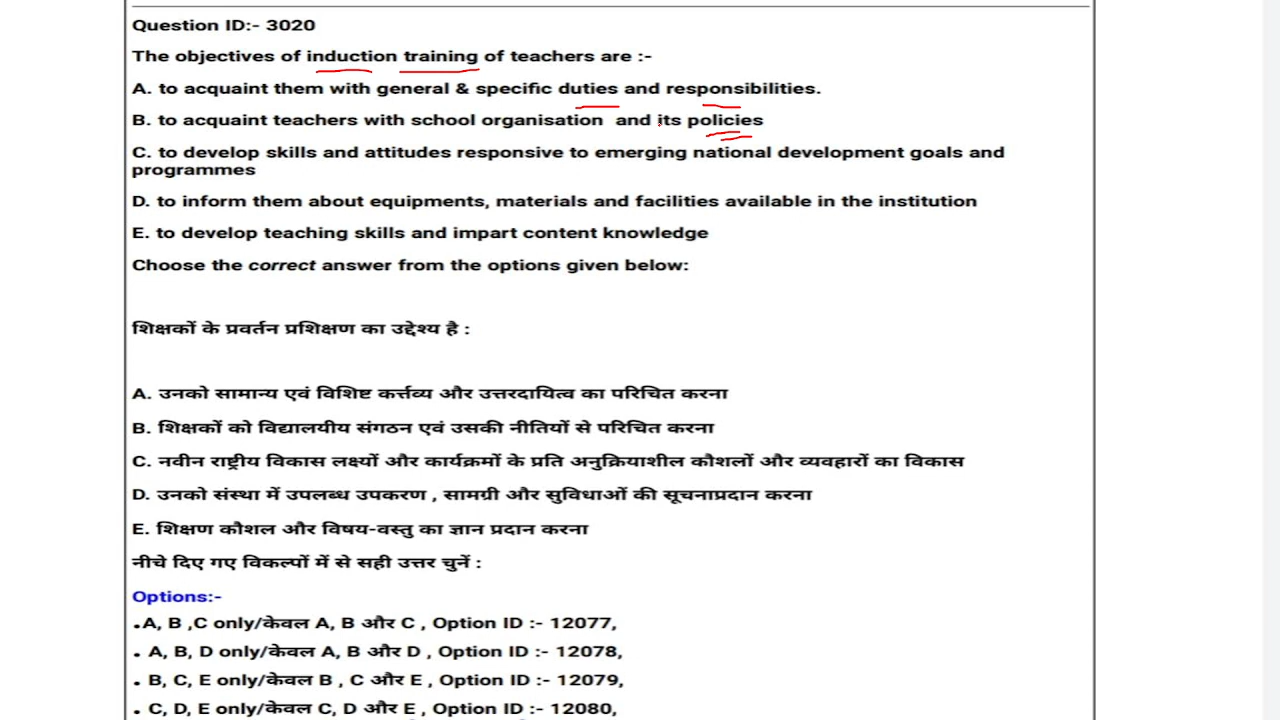 Question ID:- 3020
The objectives of induction training of teachers are :-
A. to acquaint them with general & specific duties and responsibilities.
B. to acquaint teachers with school organisation and its policies
C. to develop skills and attitudes responsive to emerging national development goals and
programmes
D. to inform them about equipments, materials and facilities available in the institution
E. to develop teaching skills and impart content knowledge
Choose the correct answer from the options given below:
शिक्षकों के प्रवर्तन प्रशिक्षण का उद्देश्य है :
A. उनको सामान्य एवं विशिष्ट कर्त्तव्य और उत्तरदायित्व का परिचित करना
B. शिक्षकों को विद्यालयीय संगठन एवं उसकी नीतियों से परिचित करना
C. नवीन राष्ट्रीय विकास लक्ष्यों और कार्यक्रमों के प्रति अनुक्रियाशील कौशलों और व्यवहारों का विकास
D. उनको संस्था में उपलब्ध उपकरण , सामग्री और सुविधाओं की सूचनाप्रदान करना
E. शिक्षण कौशल और विषय-वस्तु का ज्ञान प्रदान करना
नीचे दिए गए विकल्पों में से सही उत्तर चुनें :
Options:-
.A, B ,C only/केवल A, B और C , Option ID :- 12077,
. A, B, D only/केवल A, B और D , Option ID :- 12078,
. B, C, E only/केवल B , C और E , Option ID :- 12079,
. C, D, E only/केवल C, D और E , Option ID :- 12080,